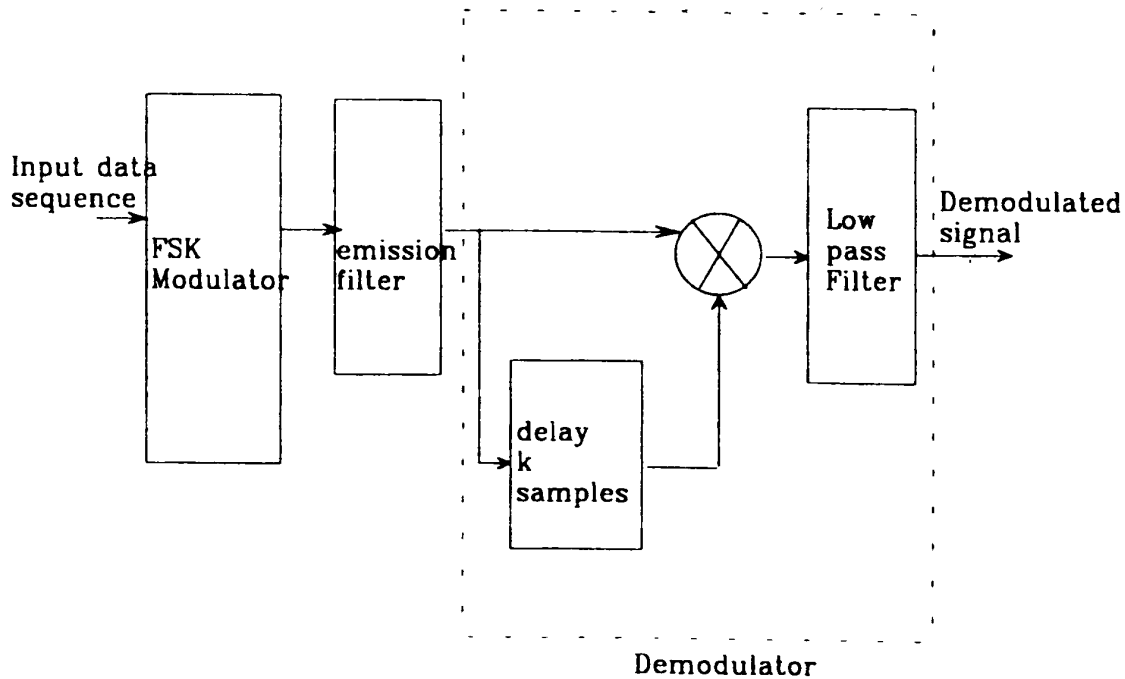 Input data
sequence
FSK
Modulator
emission
filter
delay
k
samples
Low
pass
Filter
Demodulated
signal
Demodulator